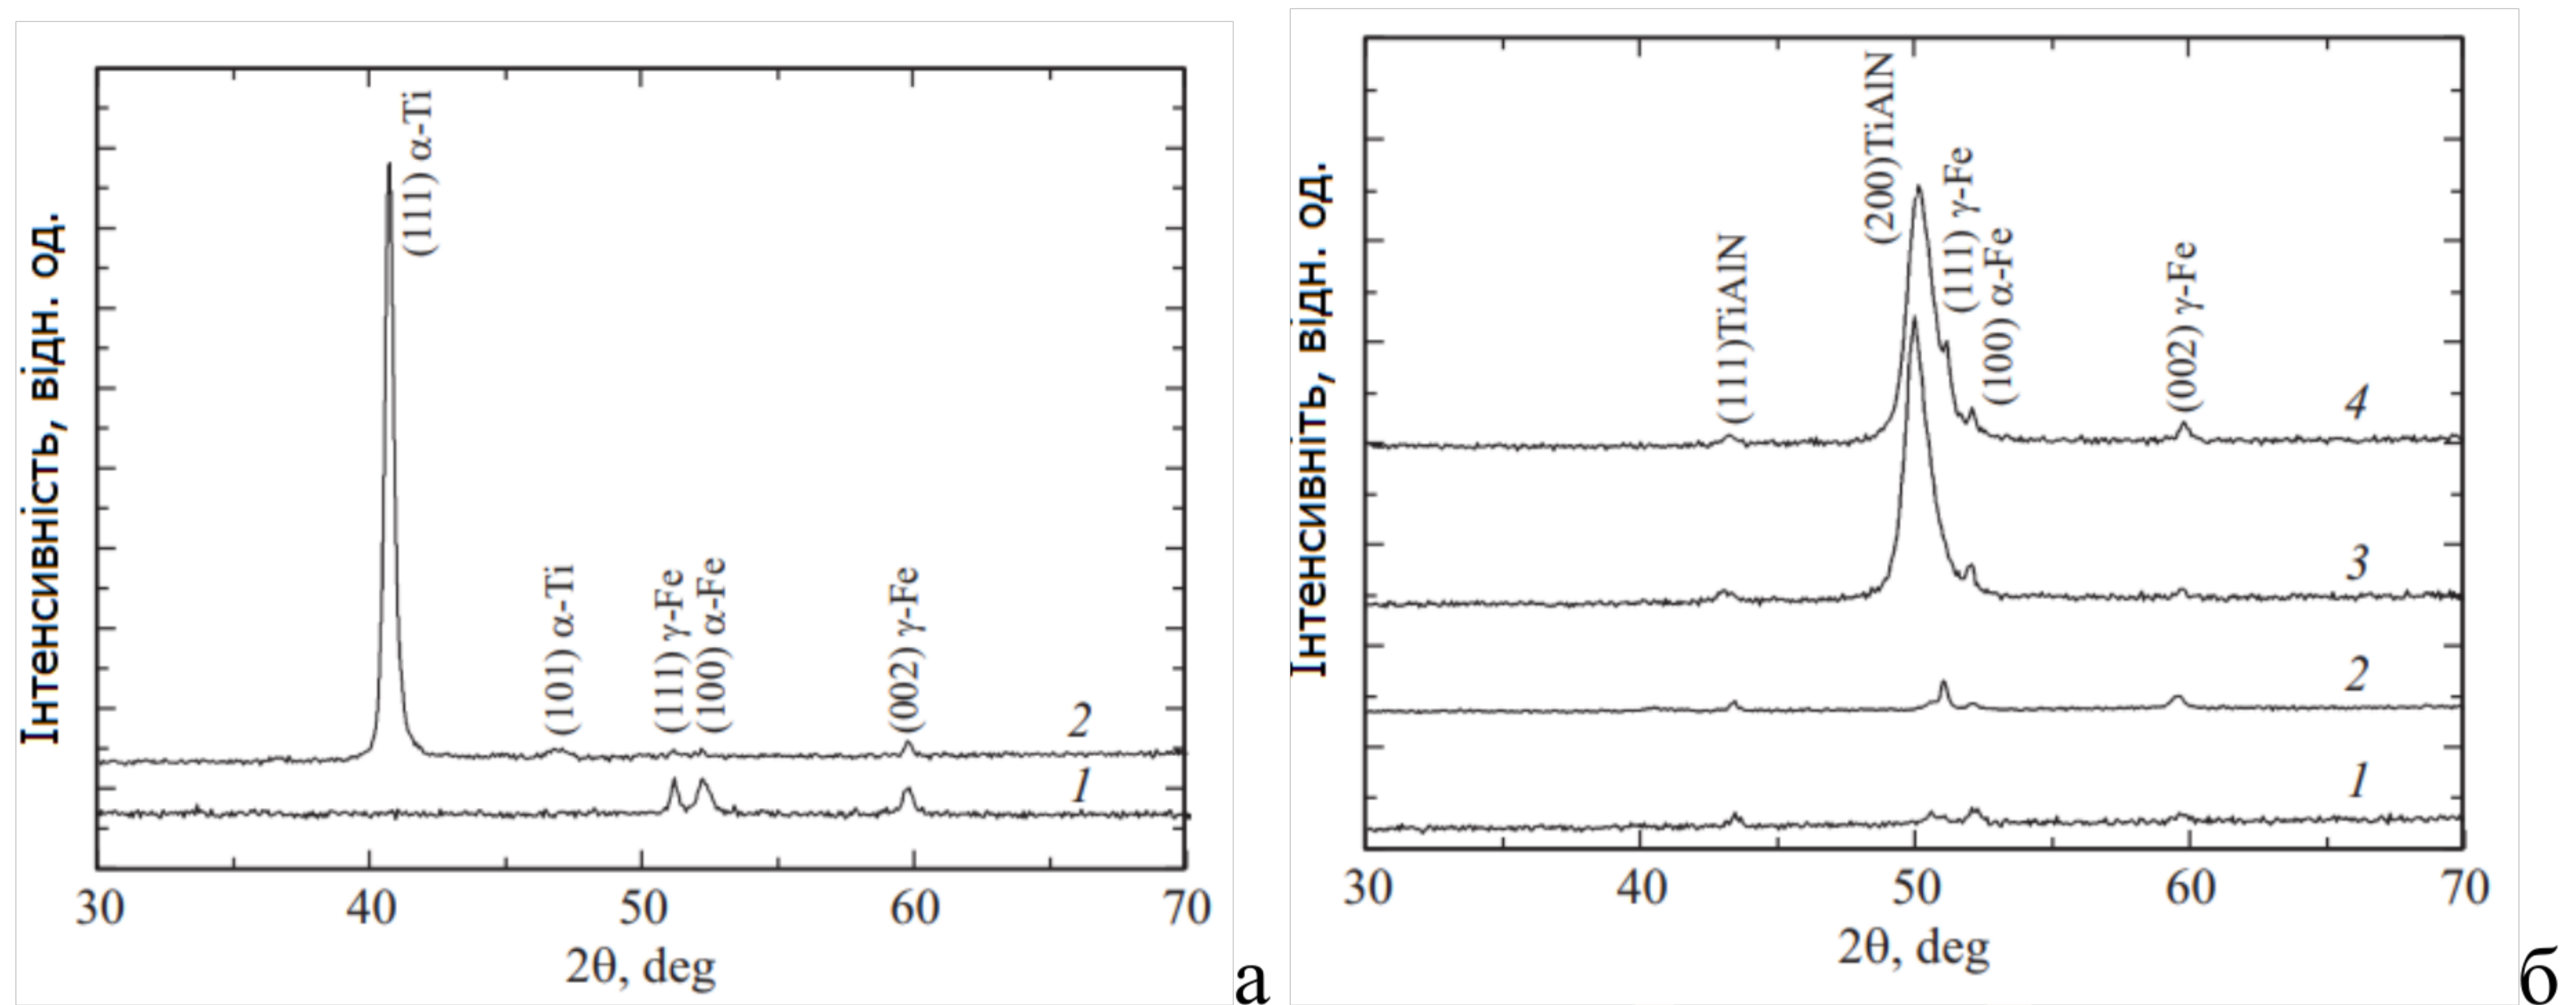 Інтенсивність, відн. од.
(111) α-Ti
(101) α-Ti
(111) γ-Fe
(100) α-Fe
(002) γ-Fe
2
1
30 40 50 60 70
2θ, deg
а
Інтенсивніть, відн. од.
(111)TiAlN
(200)TiAlN
(111) γ-Fe
(100) α-Fe
(002) γ-Fe
4
3
2
1
30 40 50 60 70
2θ, deg
б